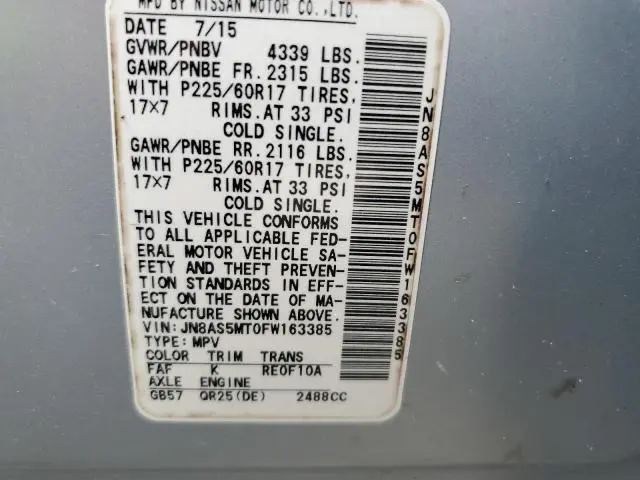 MFD BY NISSAN MOTOR CO.,LTD.
DATE 7/15
GVWR/PNBV 4339 LBS.
GAWR/PNBE FR. 2315 LBS.
WITH P225/60R17 TIRES,
17X7 RIMS.AT 33 PSI
COLD SINGLE.
GAWR/PNBE RR. 2116 LBS.
WITH P225/60R17 TIRES,
17X7 RIMS.AT 33 PSI
COLD SINGLE.
THIS VEHICLE CONFORMS
TO ALL APPLICABLE FED-
ERAL MOTOR VEHICLE SA-
FETY AND THEFT PREVEN-
TION STANDARDS IN EFF-
ECT ON THE DATE OF MA-
NUFACTURE SHOWN ABOVE.
VIN: JN8AS5MT0FW163385
TYPE: MPV
COLOR TRIM TRANS
FAF K RE0F10A
AXLE ENGINE
GB57 QR25(DE) 2488CC
JN8AS5MT0FW163385